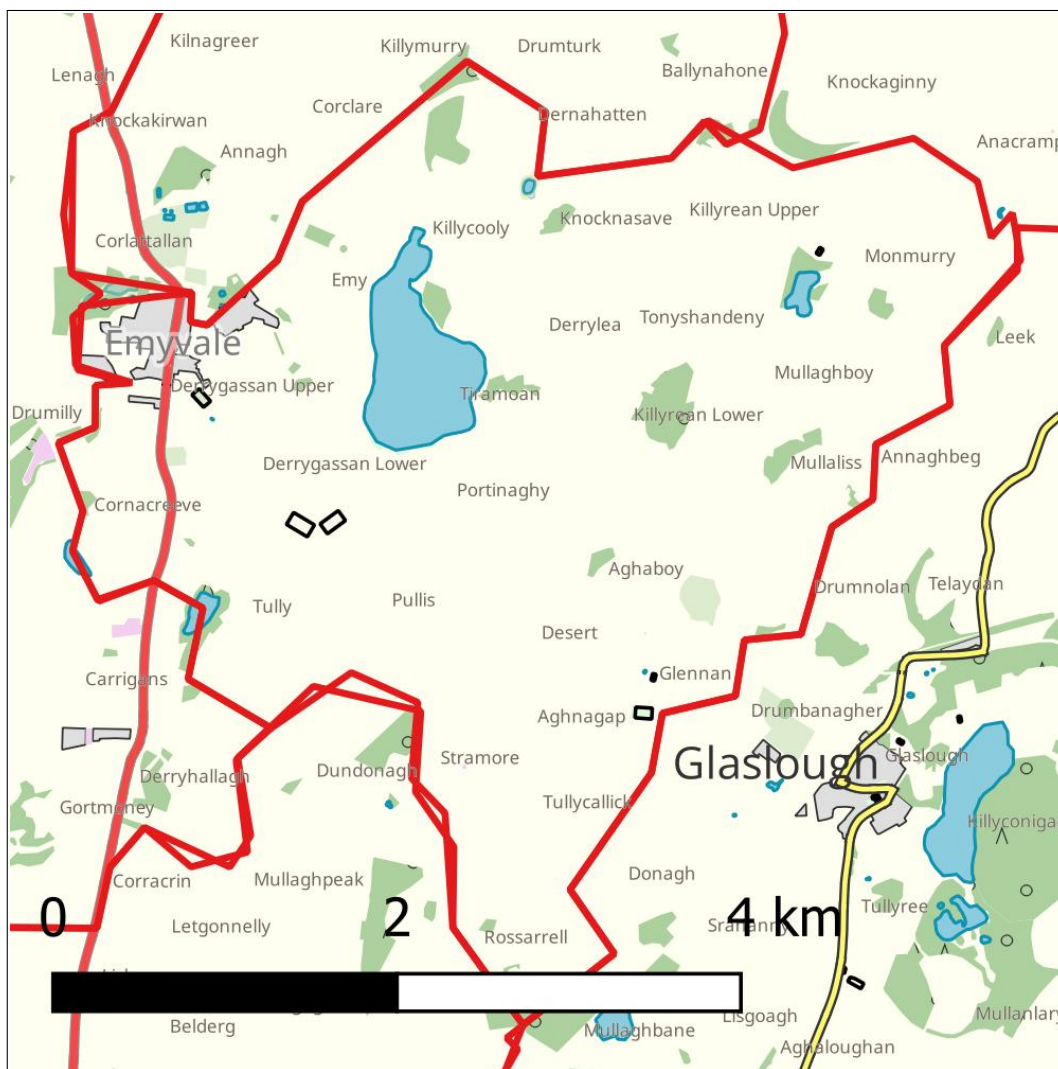 Kilnagreer
Killymurry
Drumturk
Ballynahone
Lenagh
Knockaginny
Corclare
Dernahatten
Knockakirwan
Anacramp
Annagh
Killyrean Upper
Knocknasave
Killycooly
Corlattallan
Monmurry
Emy
Tonyshandeny
Derrylea
Leek
Emyvale
Mullaghboy
Derrygassan Upper
Tiramoan
Drumilly
Killyrean Lower
Annaghbeg
Derrygassan Lower
Mullaliss
Portinaghy
Cornacreeve
Aghaboy
Telaydan
Drumnolan
Pullis
Tully
Desert
Glennan
Carrigans
Drumbanagher
Aghnagap
Glaslough
Glaslough
Stramore
Dundonagh
Derryhallagh
Tullycallick
Gortmoney
Killyconiga
Donagh
Corracrin
Mullaghpeak
Tullyree
0 2 4 km
Letgonnelly
Rossarrell
Mullanlary
Lisgoagh
Belderg
Mullaghbane
Aghaloughan